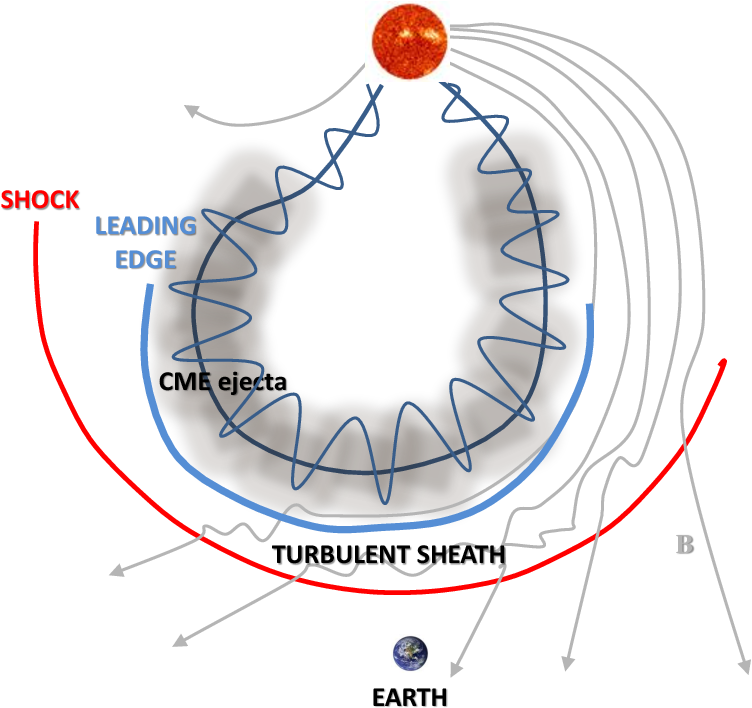 SHOCK
LEADING
EDGE
CME ejecta
TURBULENT SHEATH
B
EARTH